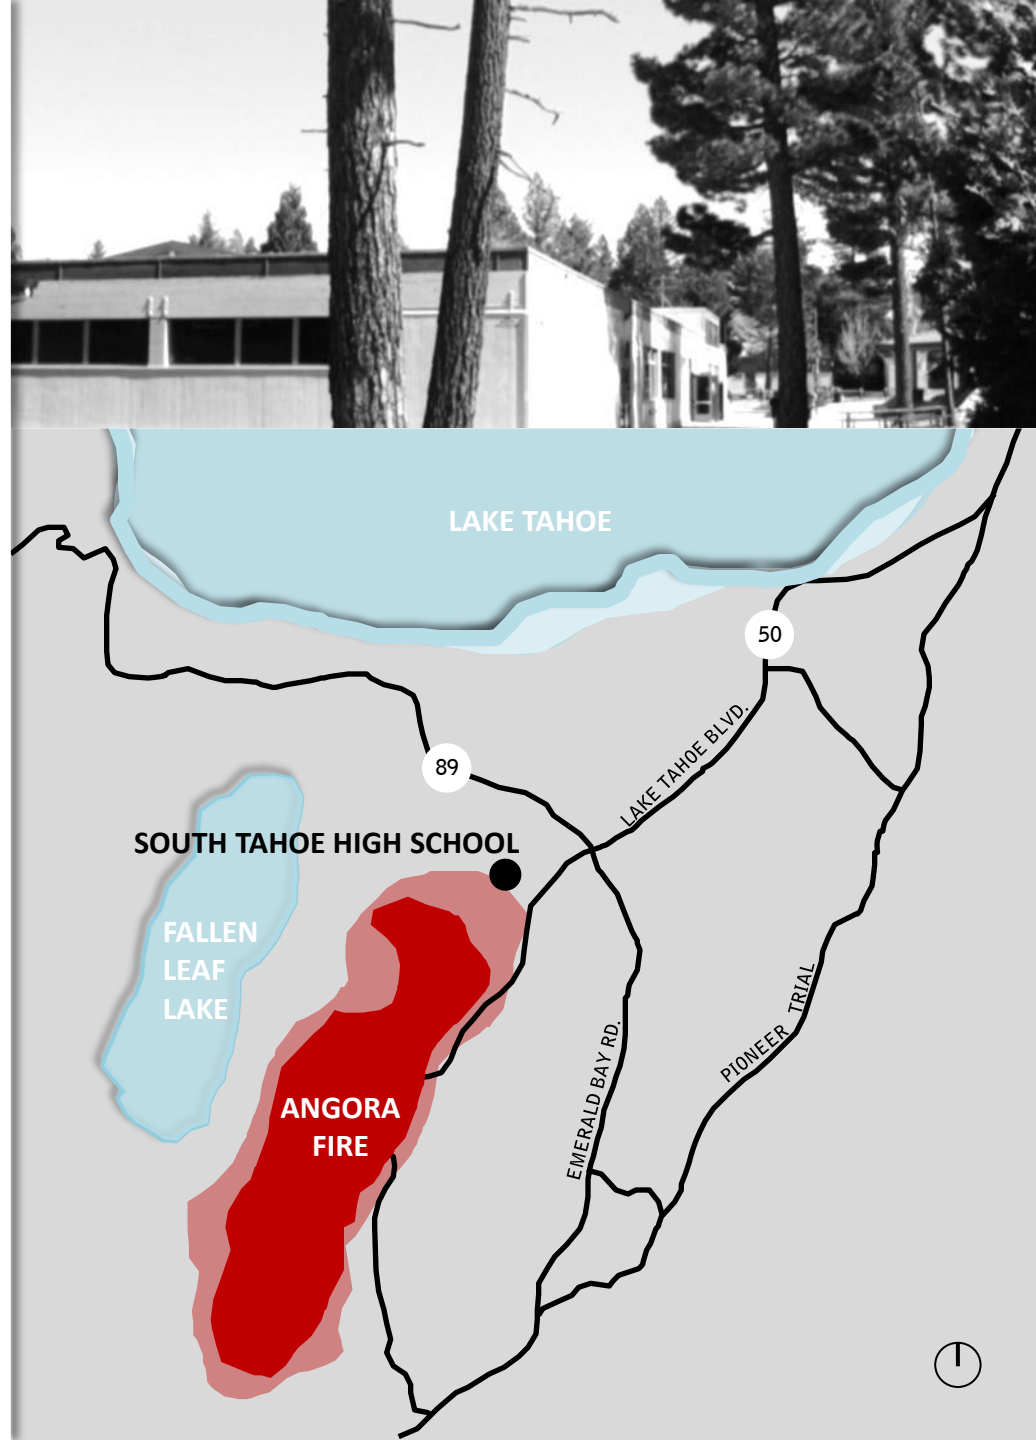 LAKE TAHOE
50
LAKE TAHOE BLVD.
89
SOUTH TAHOE HIGH SCHOOL
FALLEN
LEAF
LAKE
PIONEER TRIAL
EMERALD BAY RD.
ANGORA
FIRE